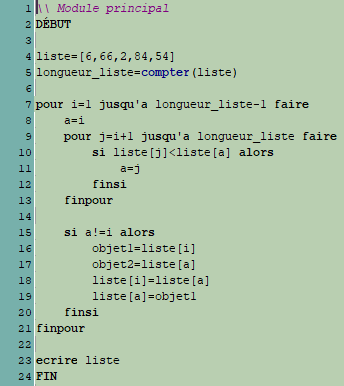 1 \\ Module principal
2 DÉBUT
3
4 liste=[6,66,2,84,54]
5 longueur_liste=compter(liste)
6
7 pour i=1 jusqu'a longueur_liste-1 faire
8 a=i
9 pour j=i+1 jusqu'a longueur_liste faire
10 si liste[j]<liste[a] alors
11 a=j
12 finsi
13 finpour
14
15 si a!=i alors
16 objet1=liste[i]
17 objet2=liste[a]
18 liste[i]=liste[a]
19 liste[a]=objet1
20 finsi
21 finpour
22
23 ecrire liste
24 FIN